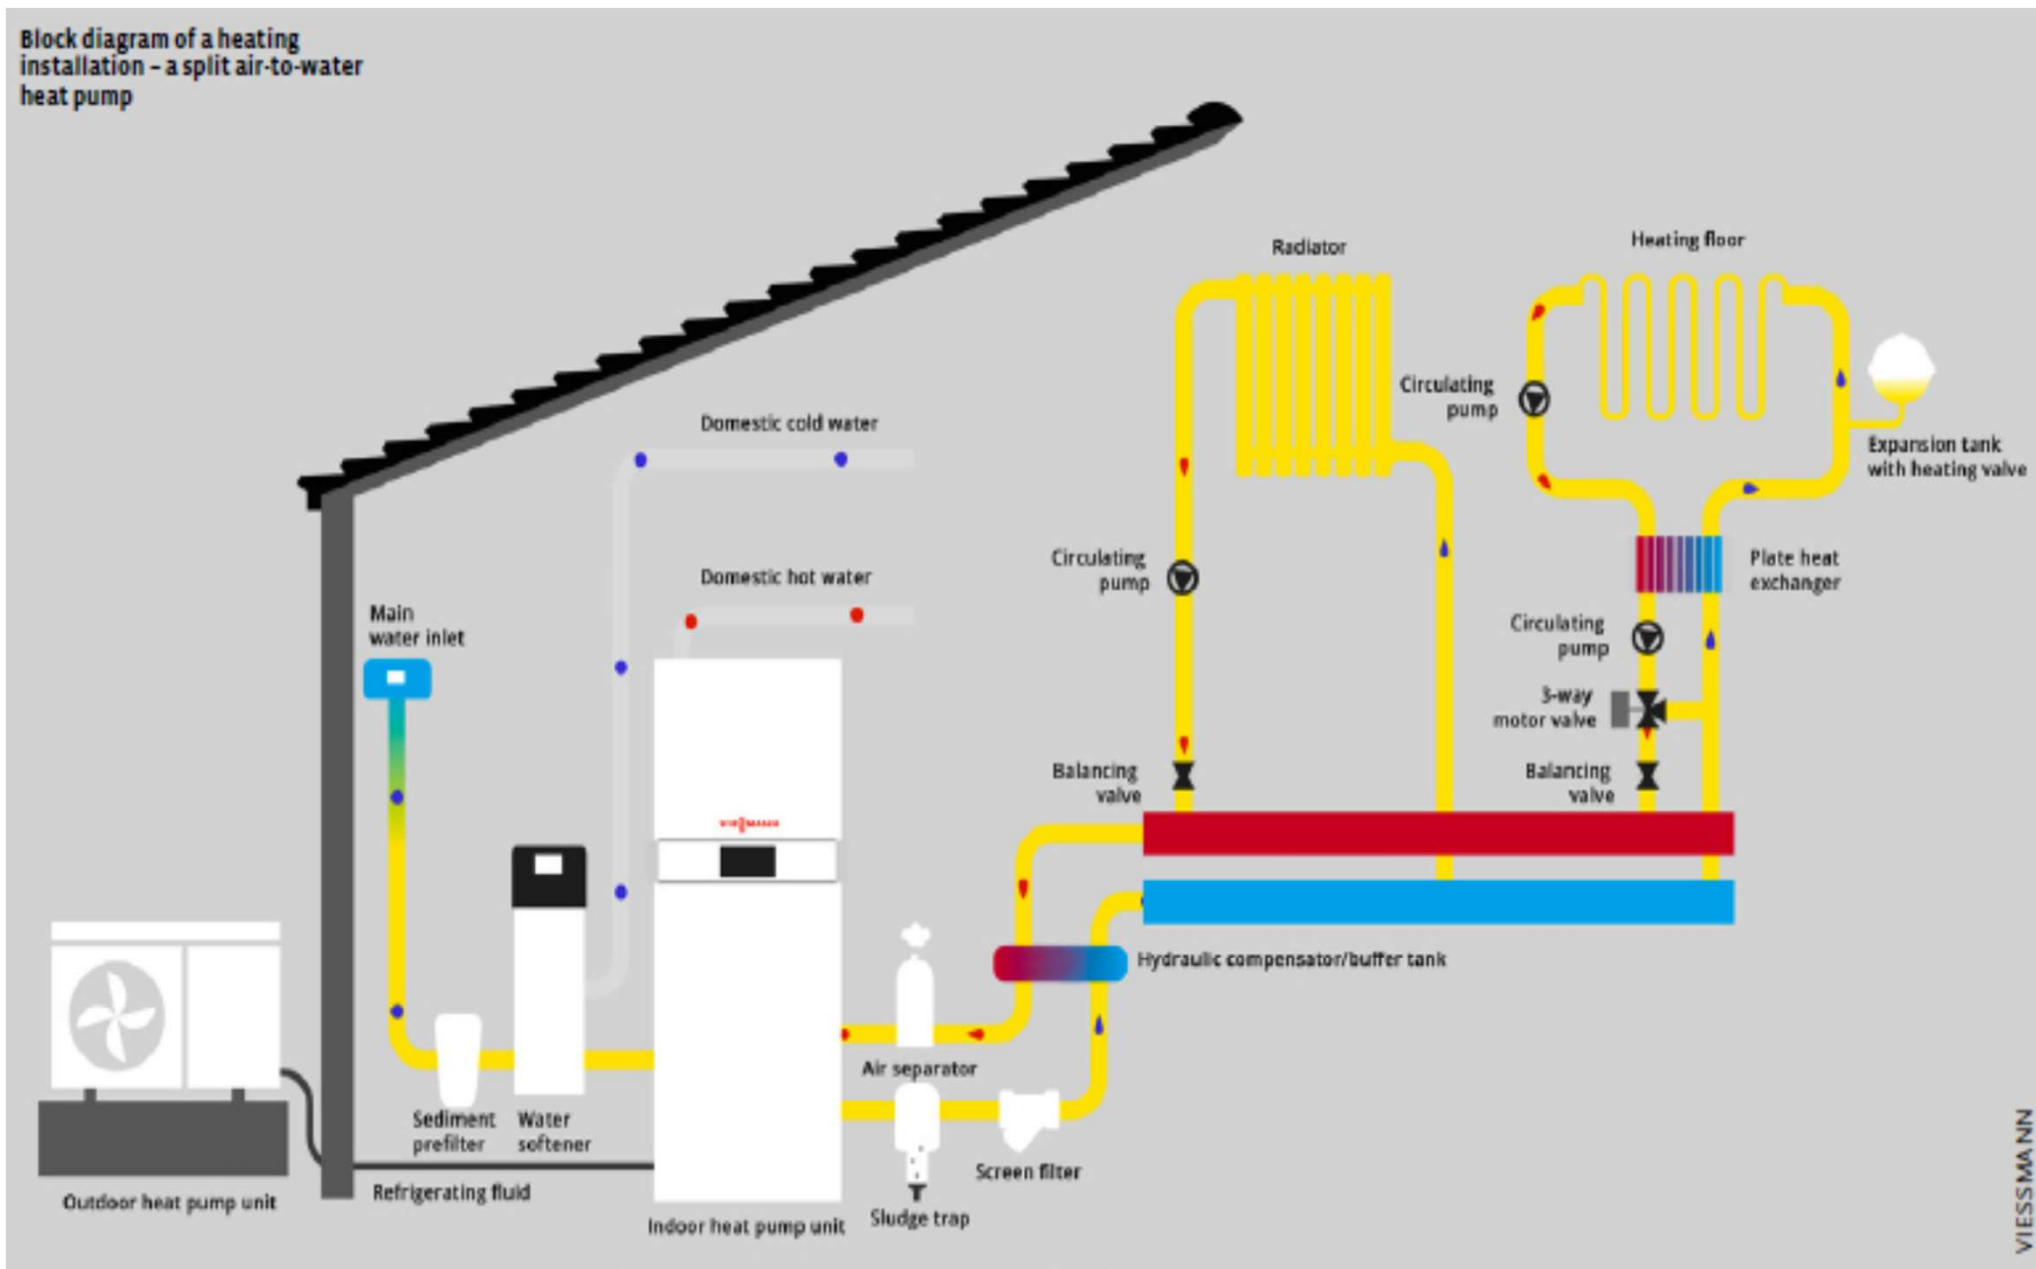 Block diagram of a heating
installation – a split air-to-water
heat pump
Radiator
Heating floor
Circulating
pump
Expansion tank
with heating valve
Domestic cold water
Circulating
pump
Plate heat
exchanger
Domestic hot water
Main
water inlet
Circulating
pump
3-way
motor valve
Balancing
valve
Balancing
valve
VIESMANN
Hydraulic compensator/buffer tank
Air separator
Sediment
prefilter
Water
softener
Screen filter
Refrigerating fluid
Outdoor heat pump unit
Indoor heat pump unit
Sludge trap
VIESSMANN